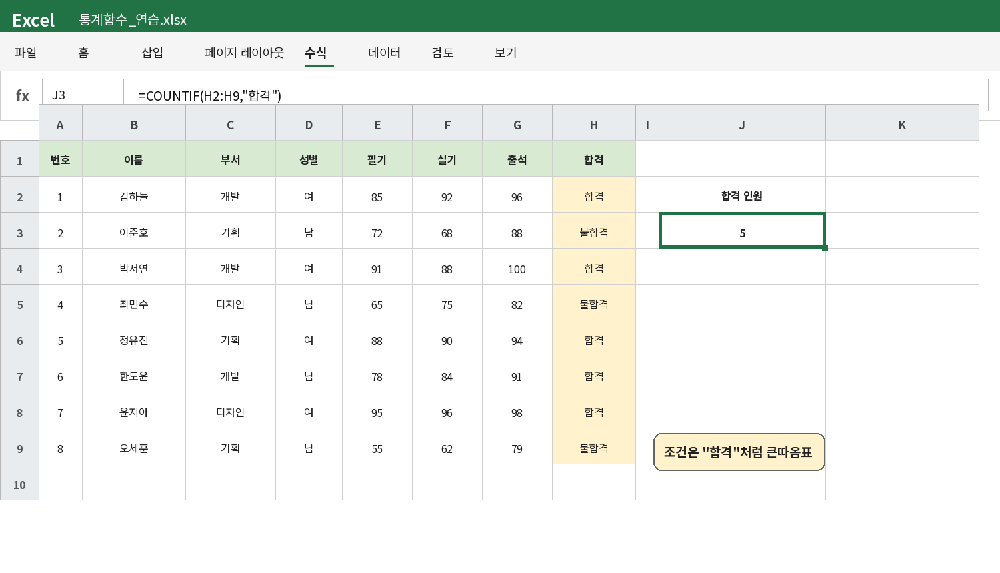 Excel 통계함수_연습.xlsx
파일 홈 삽입 페이지 레이아웃 수식 데이터 검토 보기
fx J3 =COUNTIF(H2:H9,"합격")
A B C D E F G H I J K
1 번호 이름 부서 성별 필기 실기 출석 합격
2 1 김하늘 개발 여 85 92 96 합격 합격 인원
3 2 이준호 기획 남 72 68 88 불합격 5
4 3 박서연 개발 여 91 88 100 합격
5 4 최민수 디자인 남 65 75 82 불합격
6 5 정유진 기획 여 88 90 94 합격
7 6 한도윤 개발 남 78 84 91 합격
8 7 윤지아 디자인 여 95 96 98 합격
9 8 오세훈 기획 남 55 62 79 불합격 조건은 "합격"처럼 큰따옴표
10